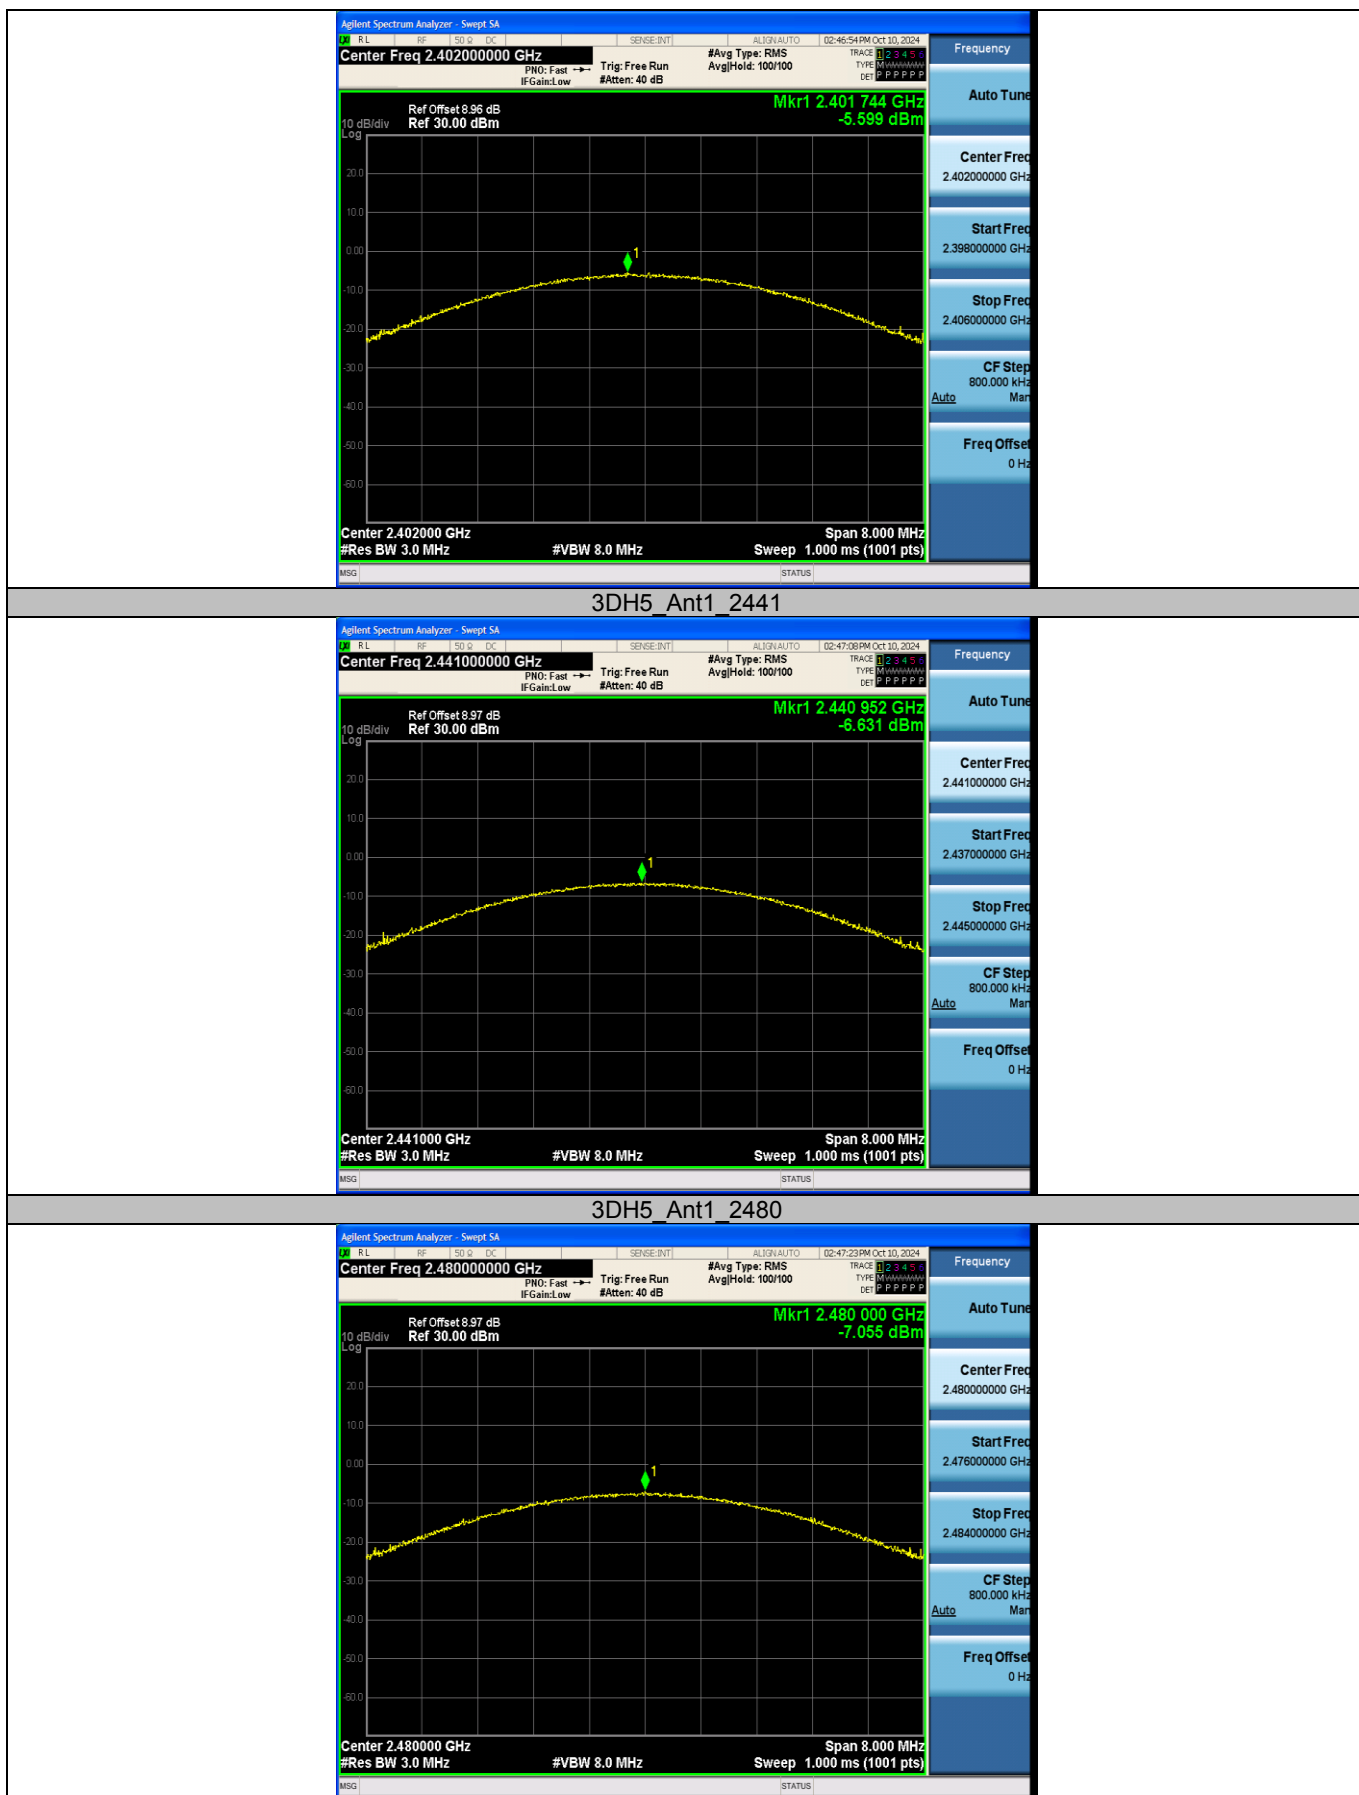 Agilent Spectrum Analyzer - Swept SA
RL RF 50 Ω DC SENSE:INT ALIGN AUTO 02:46:54 PM Oct 10, 2024
Center Freq 2.402000000 GHz
PNO: Fast
IFGain:Low
Trig: Free Run
#Atten: 40 dB
#Avg Type: RMS
Avg|Hold: 100/100
TRACE 1 2 3 4 5 6
TYPE M W W W W W
DET P P P P P P
Ref Offset 8.96 dB
10 dB/div Ref 30.00 dBm
Log
Mkr1 2.401 744 GHz
-5.599 dBm
20.0
10.0
0.00
1
-10.0
-20.0
-30.0
-40.0
-50.0
-60.0
Center 2.402000 GHz Span 8.000 MHz
#Res BW 3.0 MHz #VBW 8.0 MHz Sweep 1.000 ms (1001 pts)
MSG STATUS
Frequency
Auto Tune
Center Freq
2.402000000 GHz
Start Freq
2.398000000 GHz
Stop Freq
2.406000000 GHz
CF Step
800.000 kHz
Auto Man
Freq Offset
0 Hz
3DH5_Ant1_2441
Agilent Spectrum Analyzer - Swept SA
RL RF 50 Ω DC SENSE:INT ALIGN AUTO 02:47:08 PM Oct 10, 2024
Center Freq 2.441000000 GHz
PNO: Fast
IFGain:Low
Trig: Free Run
#Atten: 40 dB
#Avg Type: RMS
Avg|Hold: 100/100
TRACE 1 2 3 4 5 6
TYPE M W W W W W
DET P P P P P P
Ref Offset 8.97 dB
10 dB/div Ref 30.00 dBm
Log
Mkr1 2.440 952 GHz
-6.631 dBm
20.0
10.0
0.00
1
-10.0
-20.0
-30.0
-40.0
-50.0
-60.0
Center 2.441000 GHz Span 8.000 MHz
#Res BW 3.0 MHz #VBW 8.0 MHz Sweep 1.000 ms (1001 pts)
MSG STATUS
Frequency
Auto Tune
Center Freq
2.441000000 GHz
Start Freq
2.437000000 GHz
Stop Freq
2.445000000 GHz
CF Step
800.000 kHz
Auto Man
Freq Offset
0 Hz
3DH5_Ant1_2480
Agilent Spectrum Analyzer - Swept SA
RL RF 50 Ω DC SENSE:INT ALIGN AUTO 02:47:23 PM Oct 10, 2024
Center Freq 2.480000000 GHz
PNO: Fast
IFGain:Low
Trig: Free Run
#Atten: 40 dB
#Avg Type: RMS
Avg|Hold: 100/100
TRACE 1 2 3 4 5 6
TYPE M W W W W W
DET P P P P P P
Ref Offset 8.97 dB
10 dB/div Ref 30.00 dBm
Log
Mkr1 2.480 000 GHz
-7.055 dBm
20.0
10.0
0.00
1
-10.0
-20.0
-30.0
-40.0
-50.0
-60.0
Center 2.480000 GHz Span 8.000 MHz
#Res BW 3.0 MHz #VBW 8.0 MHz Sweep 1.000 ms (1001 pts)
MSG STATUS
Frequency
Auto Tune
Center Freq
2.480000000 GHz
Start Freq
2.476000000 GHz
Stop Freq
2.484000000 GHz
CF Step
800.000 kHz
Auto Man
Freq Offset
0 Hz